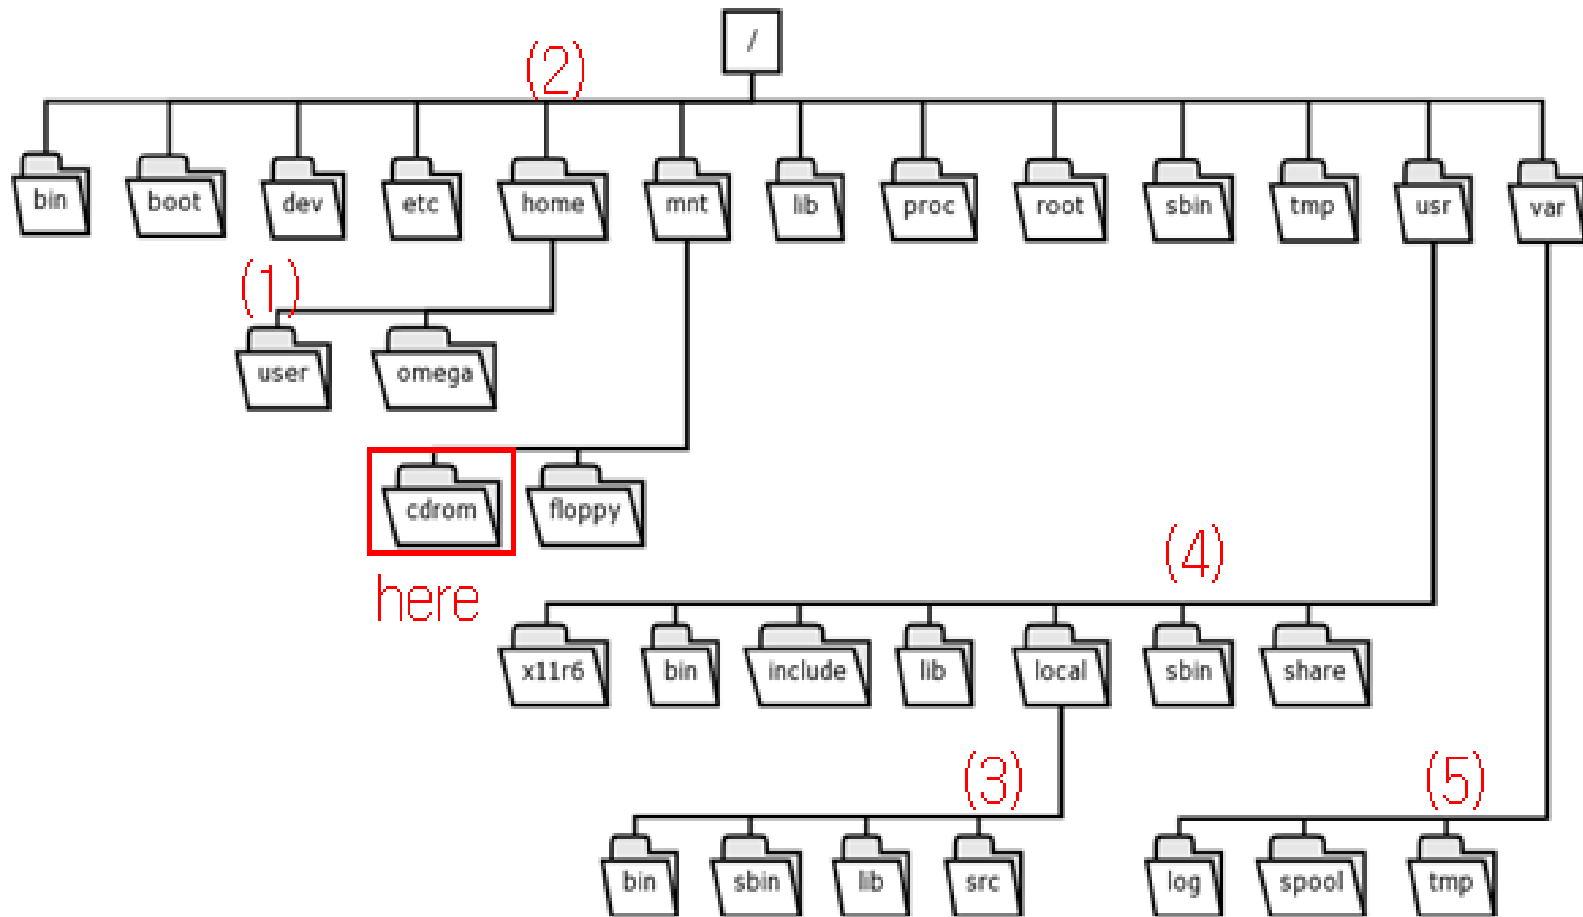 /
(2)
bin boot dev etc home mnt lib proc root sbin tmp usr var
(1)
user omega
cdrom floppy
here
(4)
x11r6 bin include lib local sbin share
(3) (5)
bin sbin lib src log spool tmp